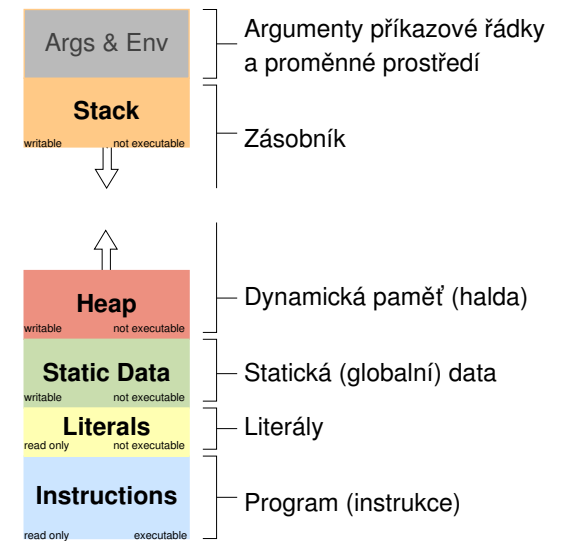 Args & Env
Argumenty příkazové řádky
a proměnné prostředí
Stack
writable not executable
Zásobník
Heap
writable not executable
Dynamická paměť (halda)
Static Data
writable not executable
Statická (globalní) data
Literals
read only not executable
Literály
Instructions
read only executable
Program (instrukce)